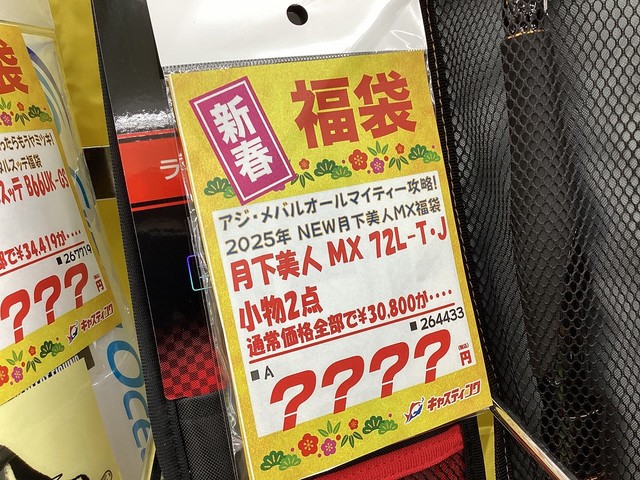 新春
福袋
アジ・メバルオールマイティー攻略!
2025年 NEW月下美人MX福袋
月下美人 MX 72L-T・J
小物2点
通常価格全部で¥30,800が‥‥
■264433
■A
????円
(税込)
キャスティング
袋
B66UK-GS
で¥34,419が‥
■267719
???円
キャスティング